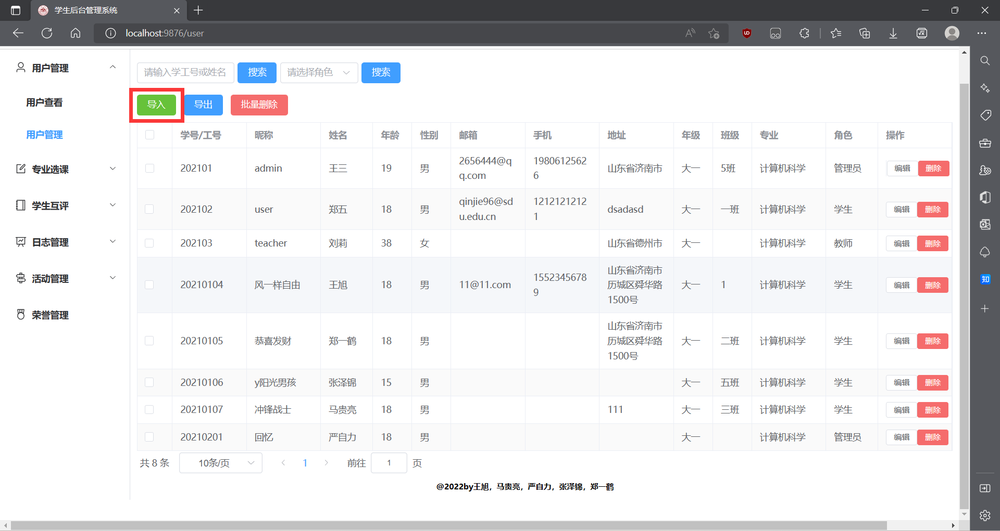 学生后台管理系统
localhost:9876/user
用户管理
用户查看
用户管理
专业选课
学生互评
日志管理
活动管理
荣誉管理
请输入学工号或姓名 搜索 请选择角色 搜索
导入 导出 批量删除
学号/工号 昵称 姓名 年龄 性别 邮箱 手机 地址 年级 班级 专业 角色 操作
202101 admin 王三 19 男 2656444@q 1980612562 山东省济南市 大一 5班 计算机科学 管理员 编辑 删除
q.com 6
202102 user 郑五 18 男 qinjie96@sd 1212121212 dsadasd 大一 一班 计算机科学 学生 编辑 删除
u.edu.cn 1
202103 teacher 刘莉 38 女 山东省德州市 大一 计算机科学 教师 编辑 删除
山东省济南市
20210104 风一样自由 王旭 18 男 11@11.com 1552345678 历城区舜华路 大一 1 计算机科学 学生 编辑 删除
9 1500号
山东省济南市
20210105 恭喜发财 郑一鹤 18 男 历城区舜华路 大一 二班 计算机科学 学生 编辑 删除
1500号
20210106 y阳光男孩 张泽锦 15 男 大一 五班 计算机科学 学生 编辑 删除
20210107 冲锋战士 马贵亮 18 男 111 大一 三班 计算机科学 学生 编辑 删除
20210201 回忆 严自力 18 男 大一 计算机科学 管理员 编辑 删除
共 8 条 10条/页 1 前往 1 页
@2022by王旭，马贵亮，严自力，张泽锦，郑一鹤
知